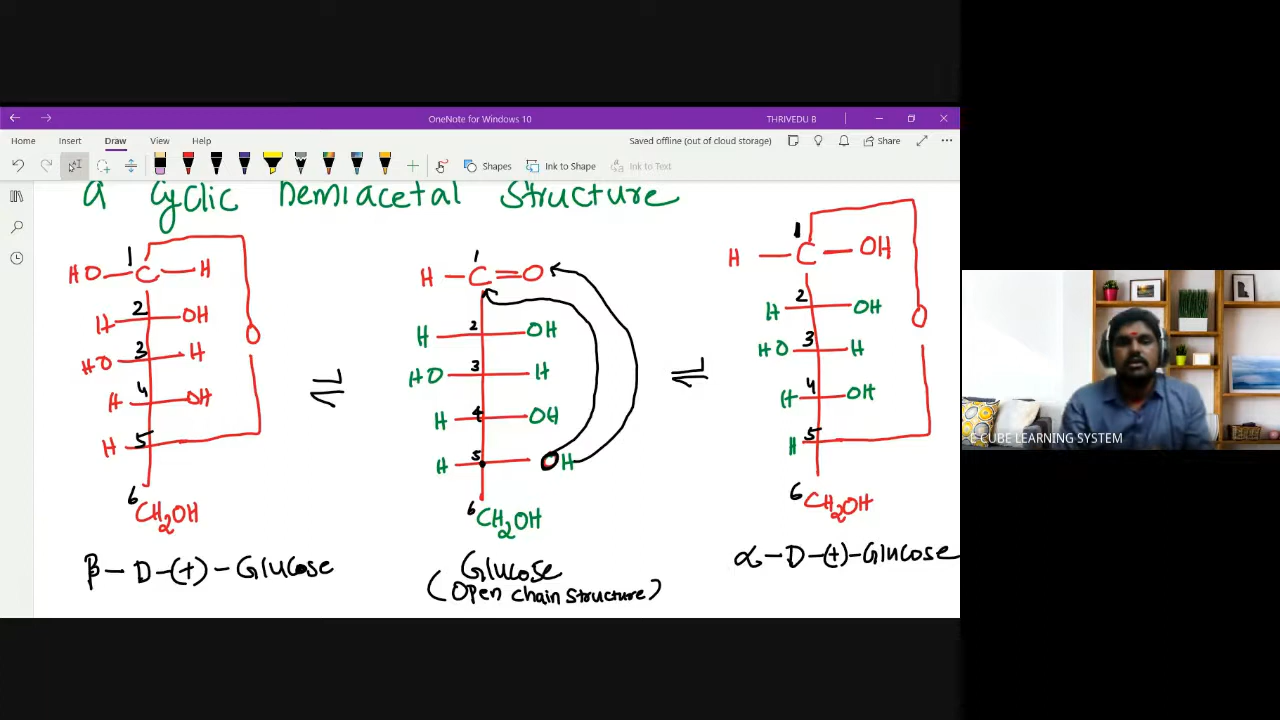 OneNote for Windows 10
THRIVEDU B
Home Insert Draw View Help
Saved offline (out of cloud storage)
Share
Shapes
Ink to Shape
Ink to Text
A Cyclic Hemiacetal Structure
1
HO C H
2
H OH
3
HO H
O
4
H OH
5
H
6
CH2OH
β-D-(+)-Glucose
⇌
1
H-C=O
2
H OH
3
HO H
4
H OH
5
H OH
6
CH2OH
Glucose
(Open chain structure)
⇌
1
H-C-OH
2
H OH
3
HO H
O
4
H OH
5
H
6
CH2OH
α-D-(+)-Glucose
E CUBE LEARNING SYSTEM